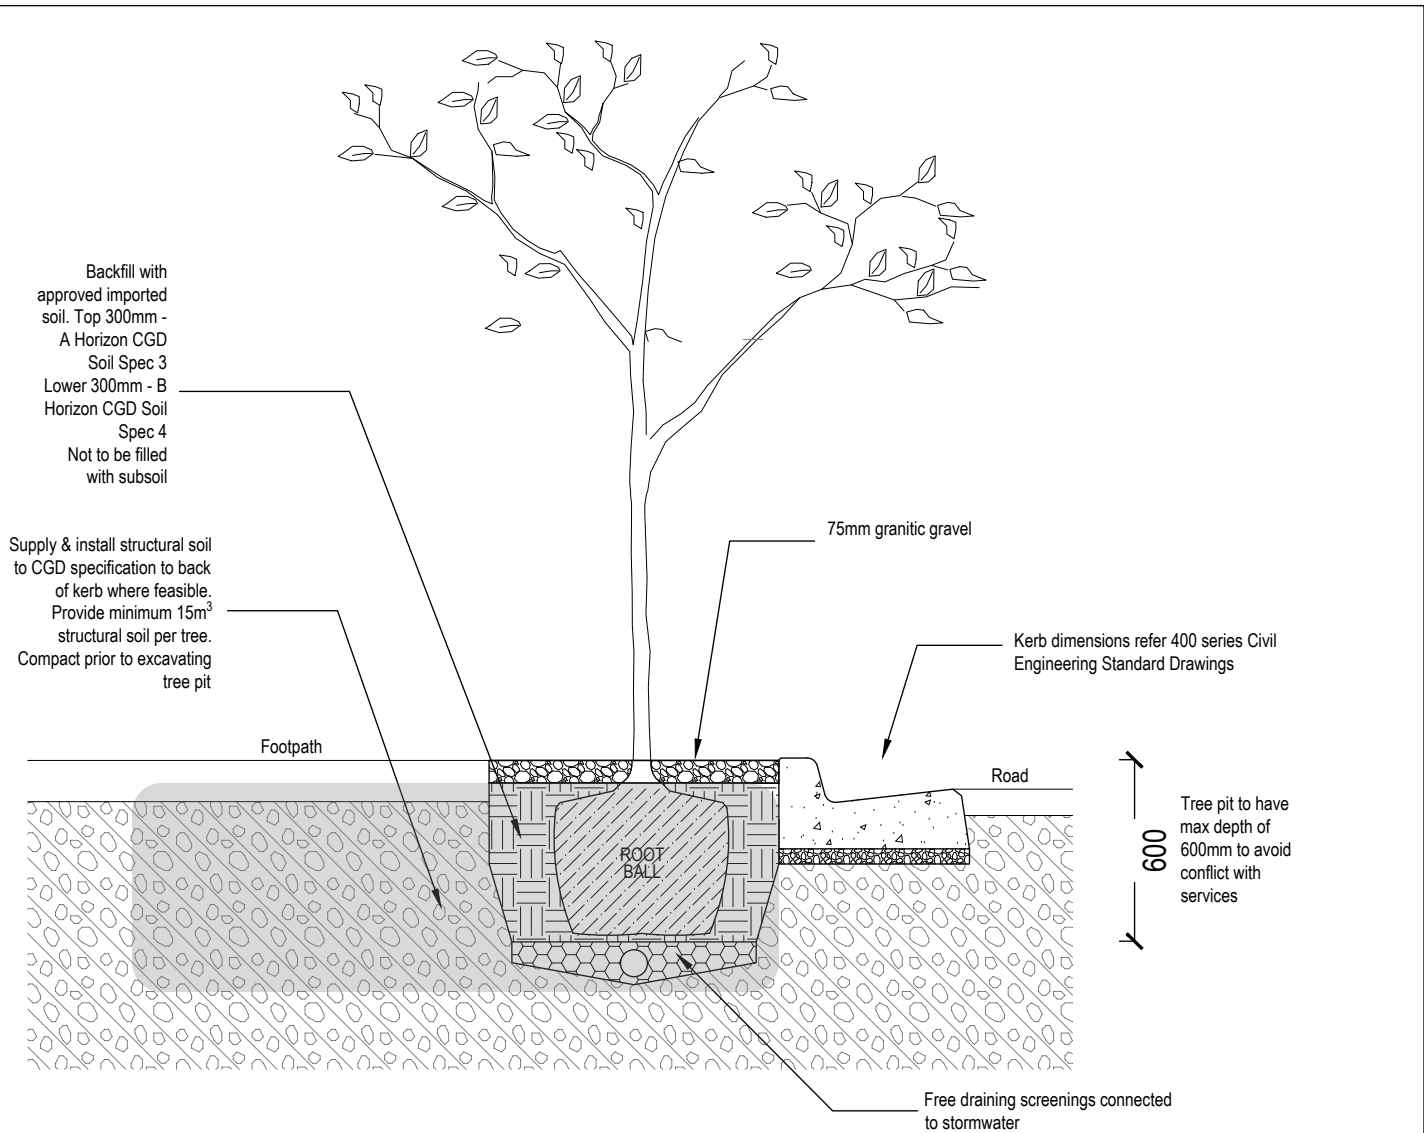 Backfill with
approved imported
soil. Top 300mm -
A Horizon CGD
Soil Spec 3
Lower 300mm - B
Horizon CGD Soil
Spec 4
Not to be filled
with subsoil
Supply & install structural soil
to CGD specification to back
of kerb where feasible.
Provide minimum 15m³
structural soil per tree.
Compact prior to excavating
tree pit
75mm granitic gravel
Kerb dimensions refer 400 series Civil
Engineering Standard Drawings
Footpath
Road
ROOT
BALL
600
Tree pit to have
max depth of
600mm to avoid
conflict with
services
Free draining screenings connected
to stormwater